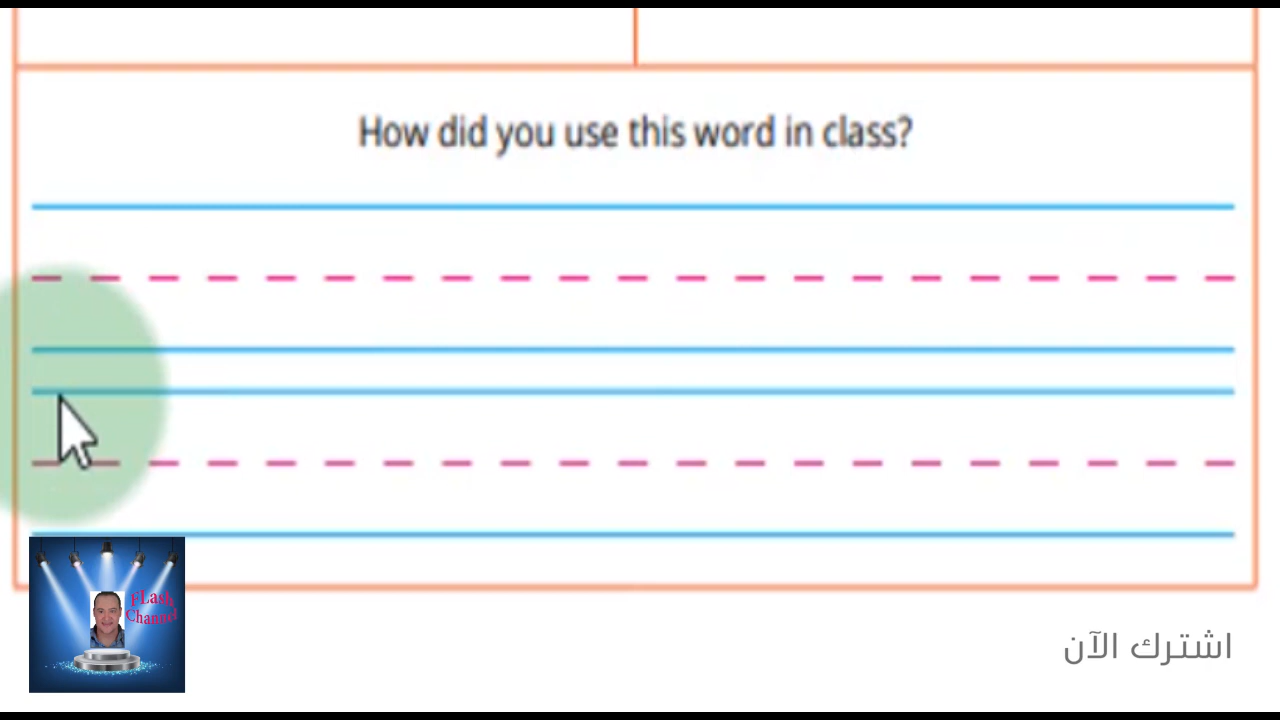 How did you use this word in class?
FLash
Channel
اشترك الآن